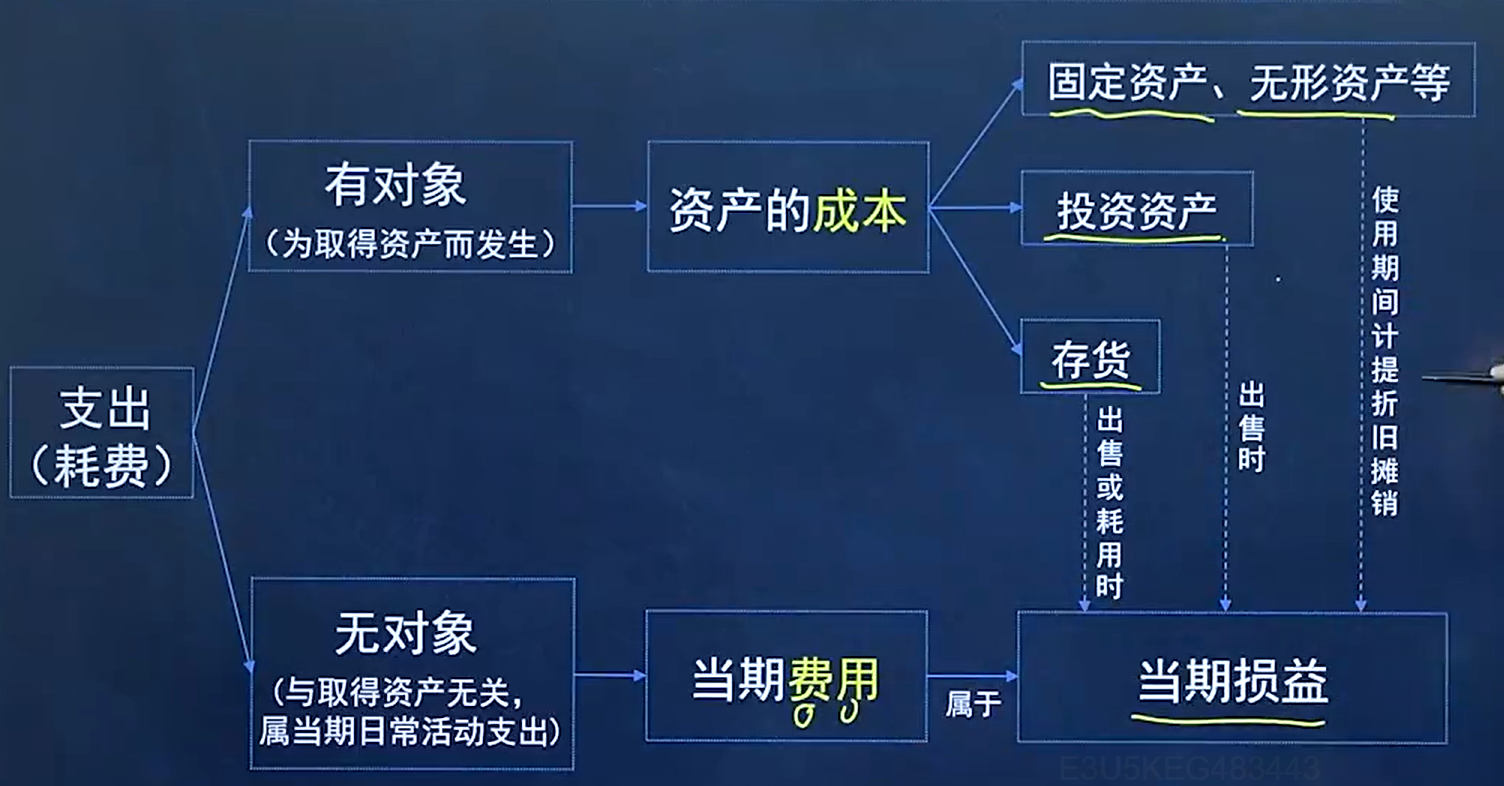 支出
（耗费）
有对象
（为取得资产而发生）
资产的成本
固定资产、无形资产等
投资资产
存货
出售或耗用时
出售时
使用期间计提折旧摊销
无对象
(与取得资产无关，
属当期日常活动支出)
当期费用
属于
当期损益
E3U5KEG483443